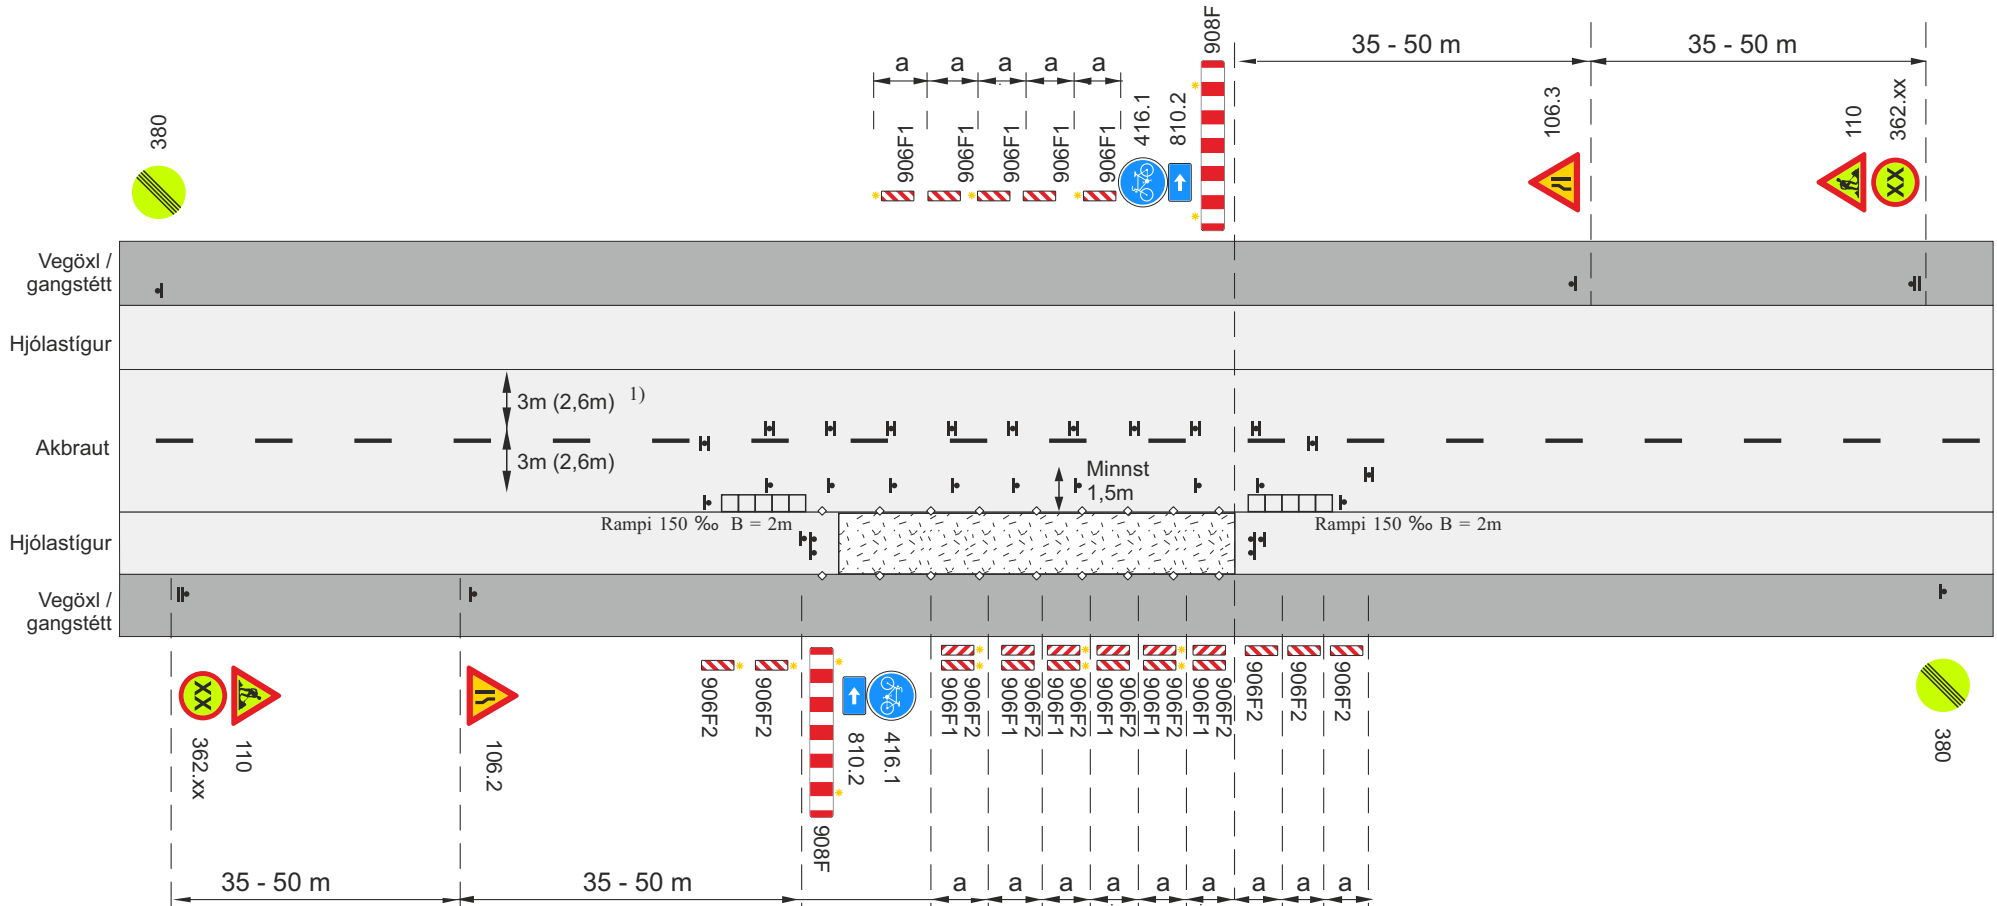 908F
35 - 50 m
35 - 50 m
a
a
a
a
a
380
906F1
906F1
906F1
906F1
906F1
416.1
810.2
106.3
110
362.xx
XX
Vegöxl /
gangstétt
Hjólastígur
3m (2,6m) 1)
Akbraut
3m (2,6m)
Minnst
1,5m
Rampi 150 ‰ B = 2m
Rampi 150 ‰ B = 2m
Hjólastígur
Vegöxl /
gangstétt
XX
362.xx
110
106.2
906F2
906F2
908F
810.2
416.1
906F1
906F2
906F1
906F2
906F1
906F2
906F1
906F2
906F1
906F2
906F1
906F2
906F2
906F2
906F2
380
35 - 50 m
35 - 50 m
a
a
a
a
a
a
a
a
a